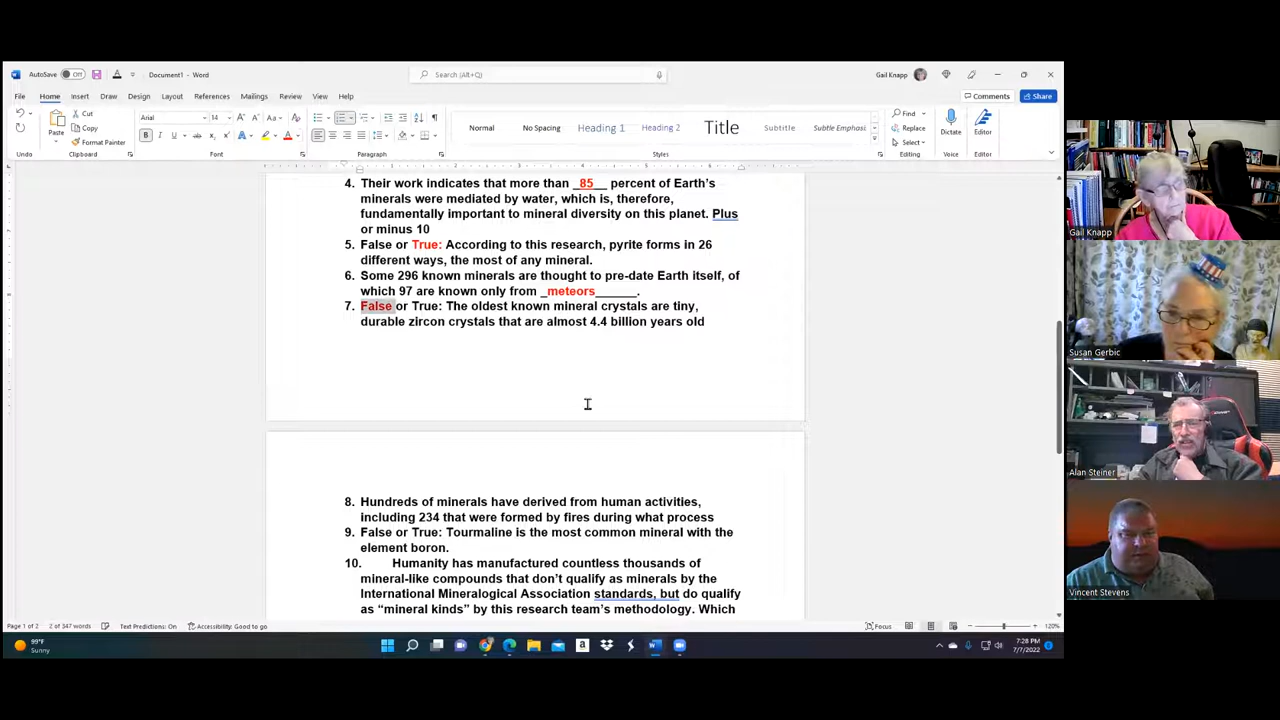 AutoSave Off Document1 - Word Search (Alt+Q) Gail Knapp
File Home Insert Draw Design Layout References Mailings Review View Help Comments Share
Paste Cut Copy Format Painter
Arial 14
Normal No Spacing Heading 1 Heading 2 Title Subtitle Subtle Emphasi
Find Replace Select Dictate Editor
Undo Clipboard Font Paragraph Styles Editing Voice Editor
4. Their work indicates that more than _85__ percent of Earth's
minerals were mediated by water, which is, therefore,
fundamentally important to mineral diversity on this planet. Plus
or minus 10
5. False or True: According to this research, pyrite forms in 26
different ways, the most of any mineral.
6. Some 296 known minerals are thought to pre-date Earth itself, of
which 97 are known only from _meteors______.
7. False or True: The oldest known mineral crystals are tiny,
durable zircon crystals that are almost 4.4 billion years old
8. Hundreds of minerals have derived from human activities,
including 234 that were formed by fires during what process
9. False or True: Tourmaline is the most common mineral with the
element boron.
10. Humanity has manufactured countless thousands of
mineral-like compounds that don't qualify as minerals by the
International Mineralogical Association standards, but do qualify
as "mineral kinds" by this research team's methodology. Which
Page 1 of 2 2 of 347 words Text Predictions: On Accessibility: Good to go Focus 120%
99°F
Sunny
7:28 PM
7/7/2022
Gail Knapp
Susan Gerbic
Alan Steiner
Vincent Stevens